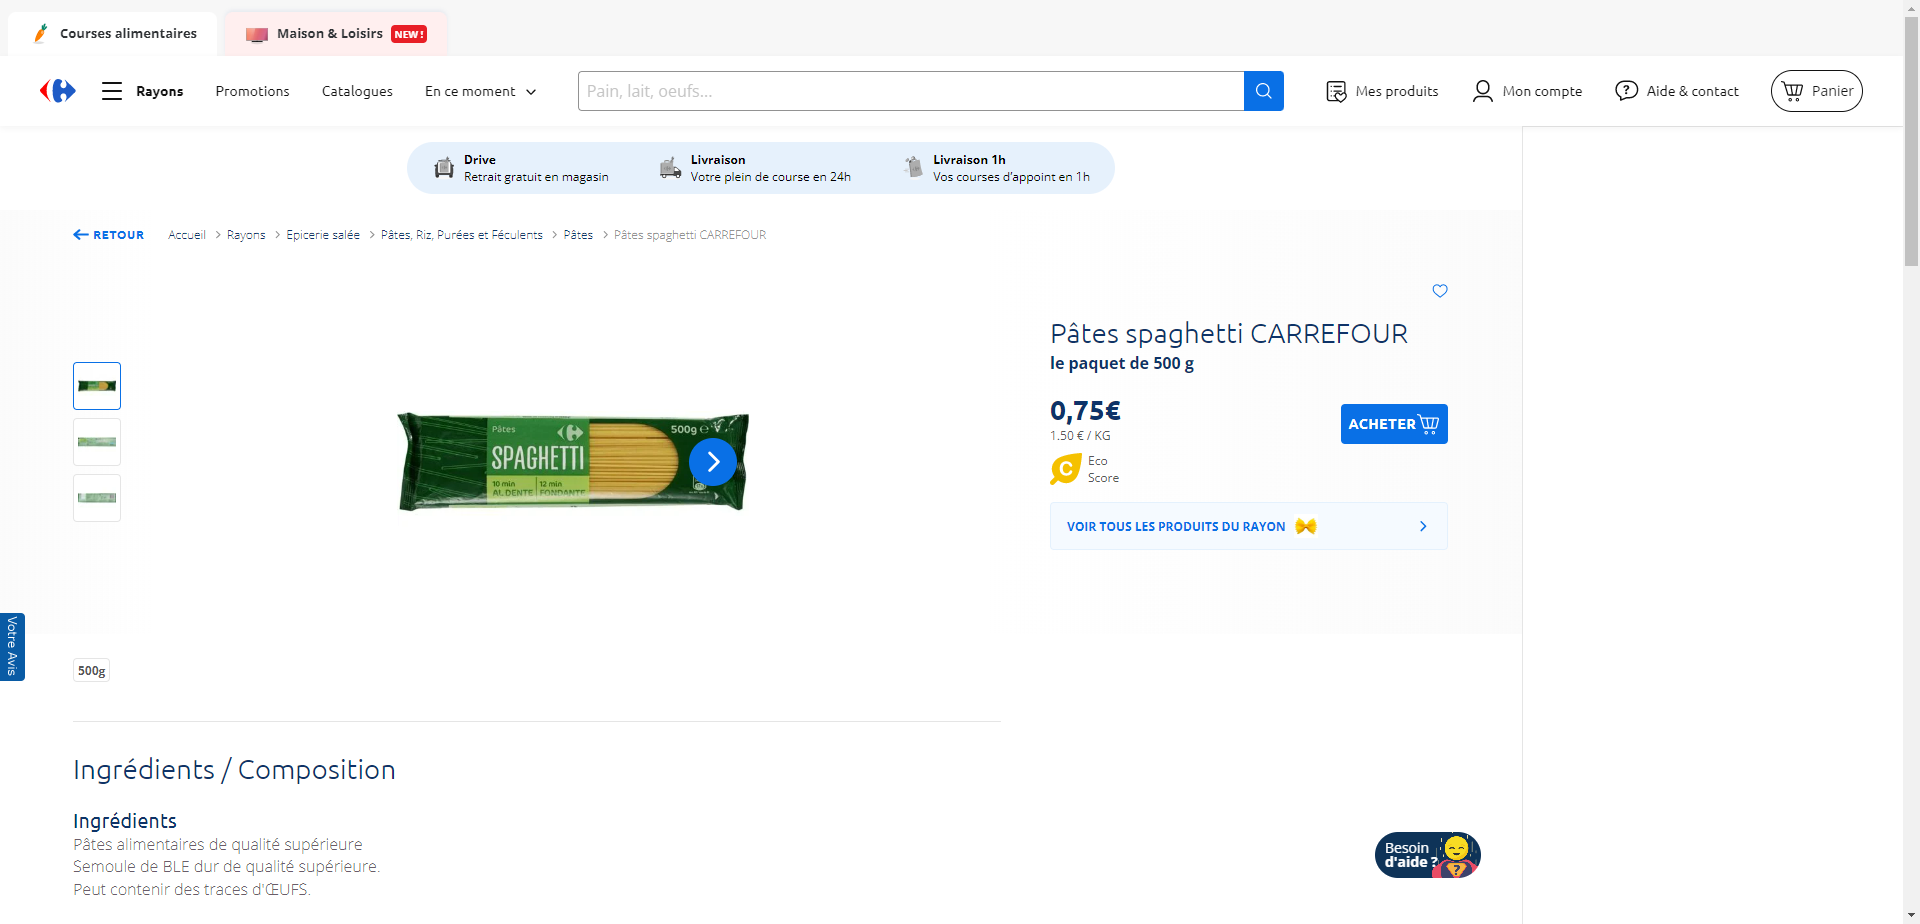 Courses alimentaires
Maison & Loisirs NEW !
Rayons
Promotions
Catalogues
En ce moment
Pain, lait, oeufs...
Mes produits
Mon compte
Aide & contact
Panier
Drive
Retrait gratuit en magasin
Livraison
Votre plein de course en 24h
Livraison 1h
Vos courses d'appoint en 1h
RETOUR
Accueil > Rayons > Epicerie salée > Pâtes, Riz, Purées et Féculents > Pâtes > Pâtes spaghetti CARREFOUR
Pâtes spaghetti CARREFOUR
le paquet de 500 g
0,75€
1.50 € / KG
ACHETER
C
Eco
Score
VOIR TOUS LES PRODUITS DU RAYON
Pâtes
SPAGHETTI
500g ℮
10 min
AL DENTE
12 min
FONDANTE
Votre Avis
500g
Ingrédients / Composition
Ingrédients
Pâtes alimentaires de qualité supérieure
Semoule de BLE dur de qualité supérieure.
Peut contenir des traces d'ŒUFS.
Besoin
d'aide ?